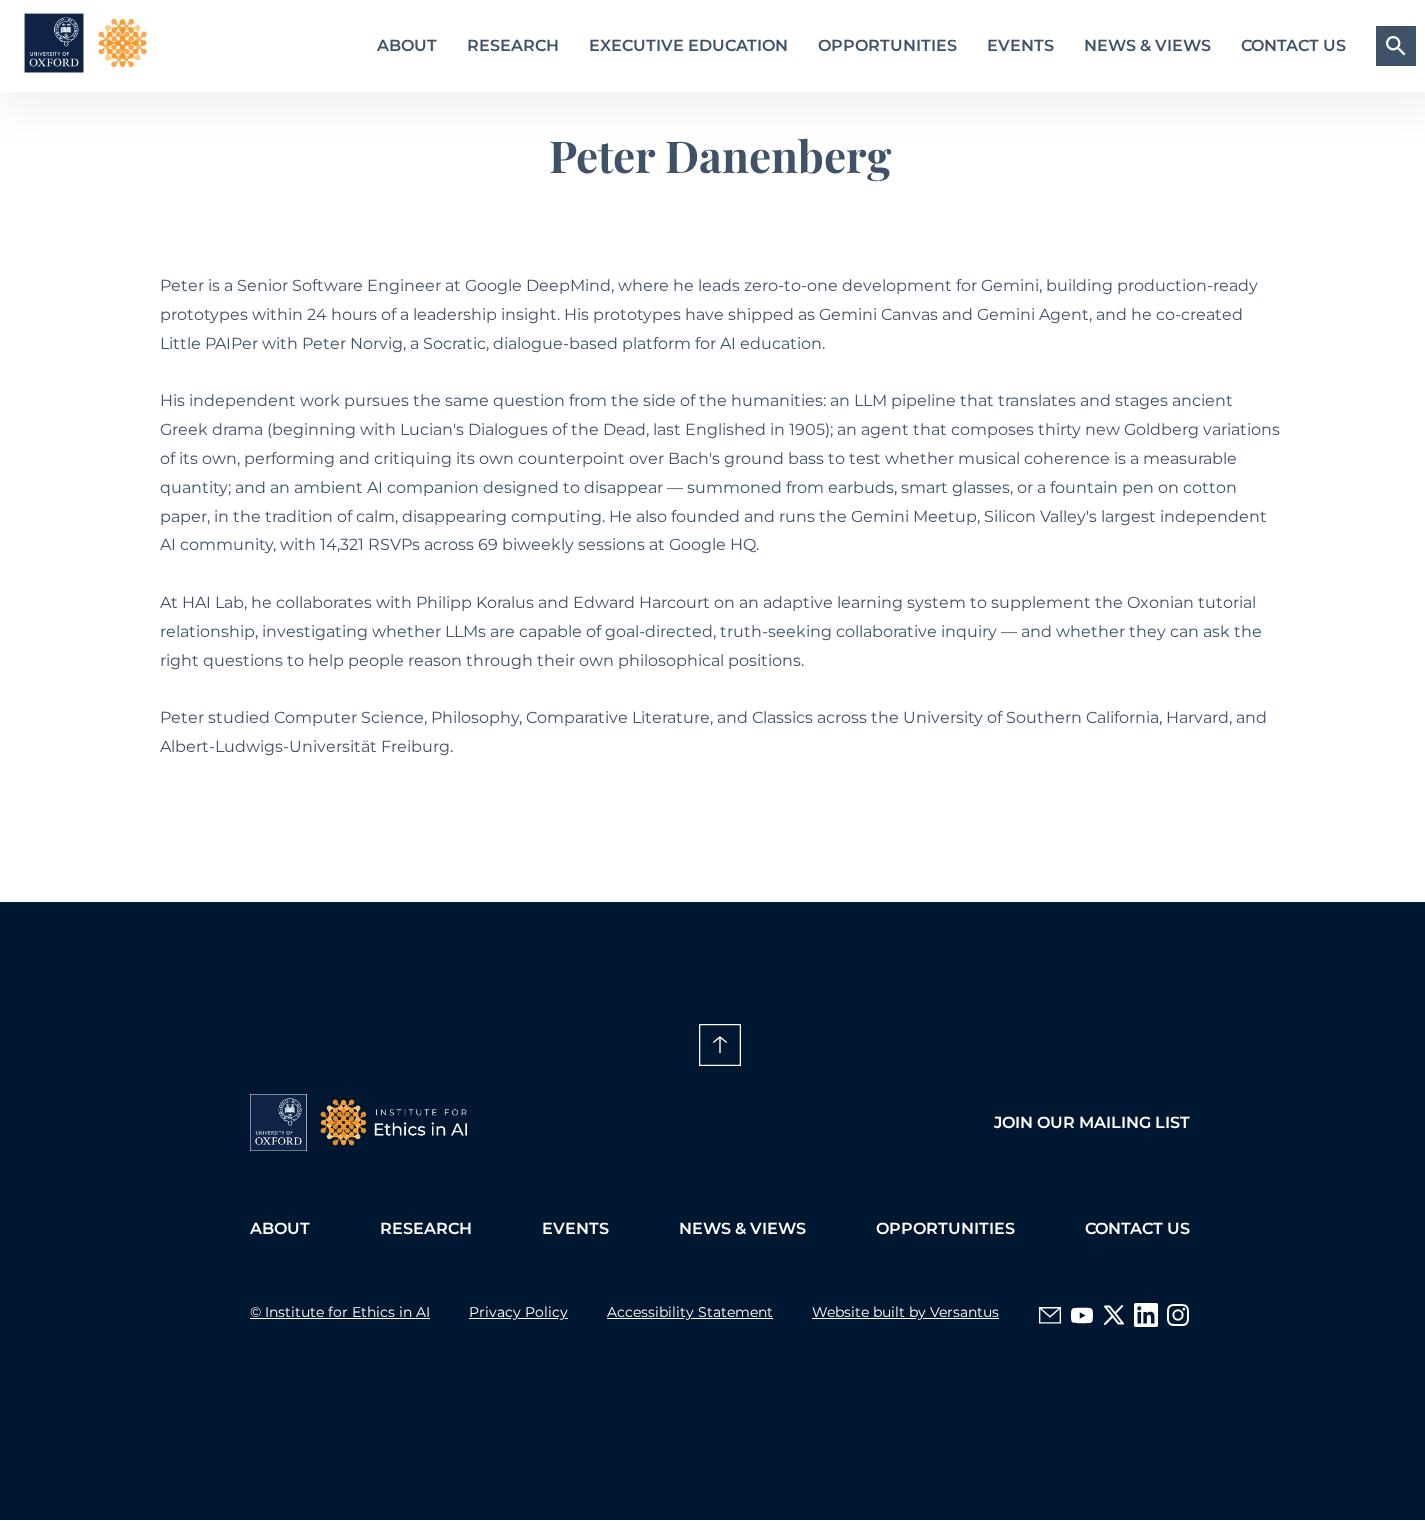 UNIVERSITY OF
OXFORD
ABOUT
RESEARCH
EXECUTIVE EDUCATION
OPPORTUNITIES
EVENTS
NEWS & VIEWS
CONTACT US
Peter Danenberg
Peter is a Senior Software Engineer at Google DeepMind, where he leads zero-to-one development for Gemini, building production-ready
prototypes within 24 hours of a leadership insight. His prototypes have shipped as Gemini Canvas and Gemini Agent, and he co-created
Little PAIPer with Peter Norvig, a Socratic, dialogue-based platform for AI education.
His independent work pursues the same question from the side of the humanities: an LLM pipeline that translates and stages ancient
Greek drama (beginning with Lucian's Dialogues of the Dead, last Englished in 1905); an agent that composes thirty new Goldberg variations
of its own, performing and critiquing its own counterpoint over Bach's ground bass to test whether musical coherence is a measurable
quantity; and an ambient AI companion designed to disappear — summoned from earbuds, smart glasses, or a fountain pen on cotton
paper, in the tradition of calm, disappearing computing. He also founded and runs the Gemini Meetup, Silicon Valley's largest independent
AI community, with 14,321 RSVPs across 69 biweekly sessions at Google HQ.
At HAI Lab, he collaborates with Philipp Koralus and Edward Harcourt on an adaptive learning system to supplement the Oxonian tutorial
relationship, investigating whether LLMs are capable of goal-directed, truth-seeking collaborative inquiry — and whether they can ask the
right questions to help people reason through their own philosophical positions.
Peter studied Computer Science, Philosophy, Comparative Literature, and Classics across the University of Southern California, Harvard, and
Albert-Ludwigs-Universität Freiburg.
UNIVERSITY OF
OXFORD
INSTITUTE FOR
Ethics in AI
JOIN OUR MAILING LIST
ABOUT
RESEARCH
EVENTS
NEWS & VIEWS
OPPORTUNITIES
CONTACT US
© Institute for Ethics in AI
Privacy Policy
Accessibility Statement
Website built by Versantus